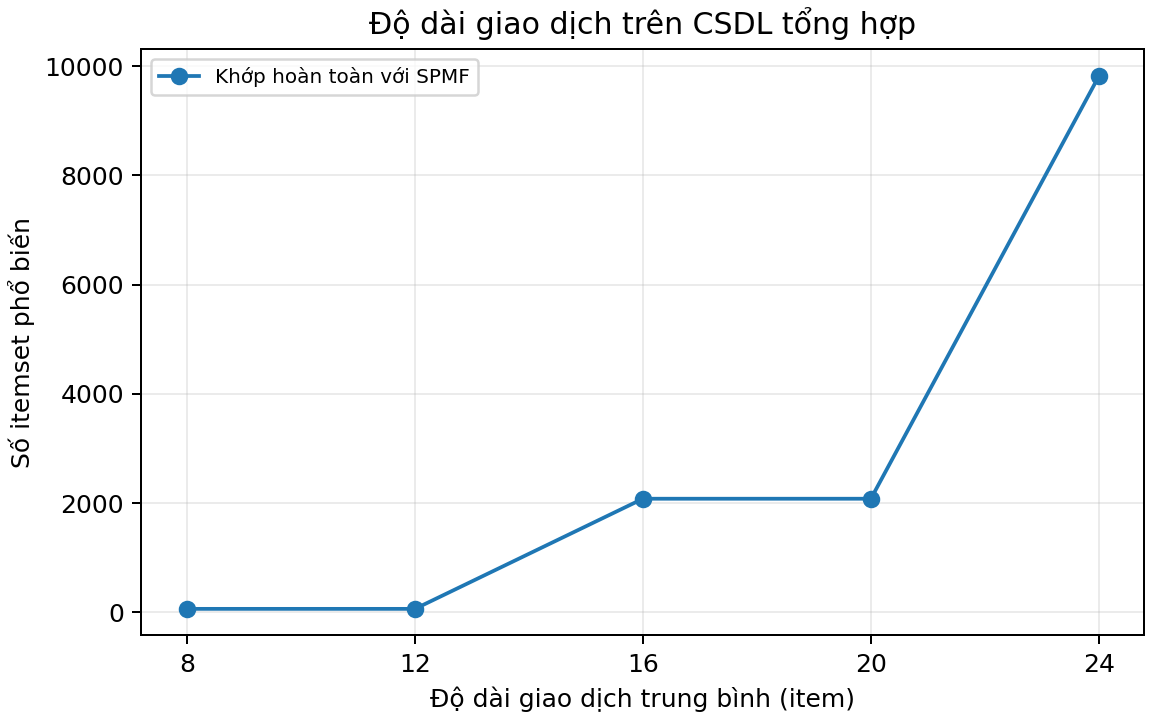 Độ dài giao dịch trên CSDL tổng hợp
Khớp hoàn toàn với SPMF
Số itemset phổ biến
10000
8000
6000
4000
2000
0
8 12 16 20 24
Độ dài giao dịch trung bình (item)